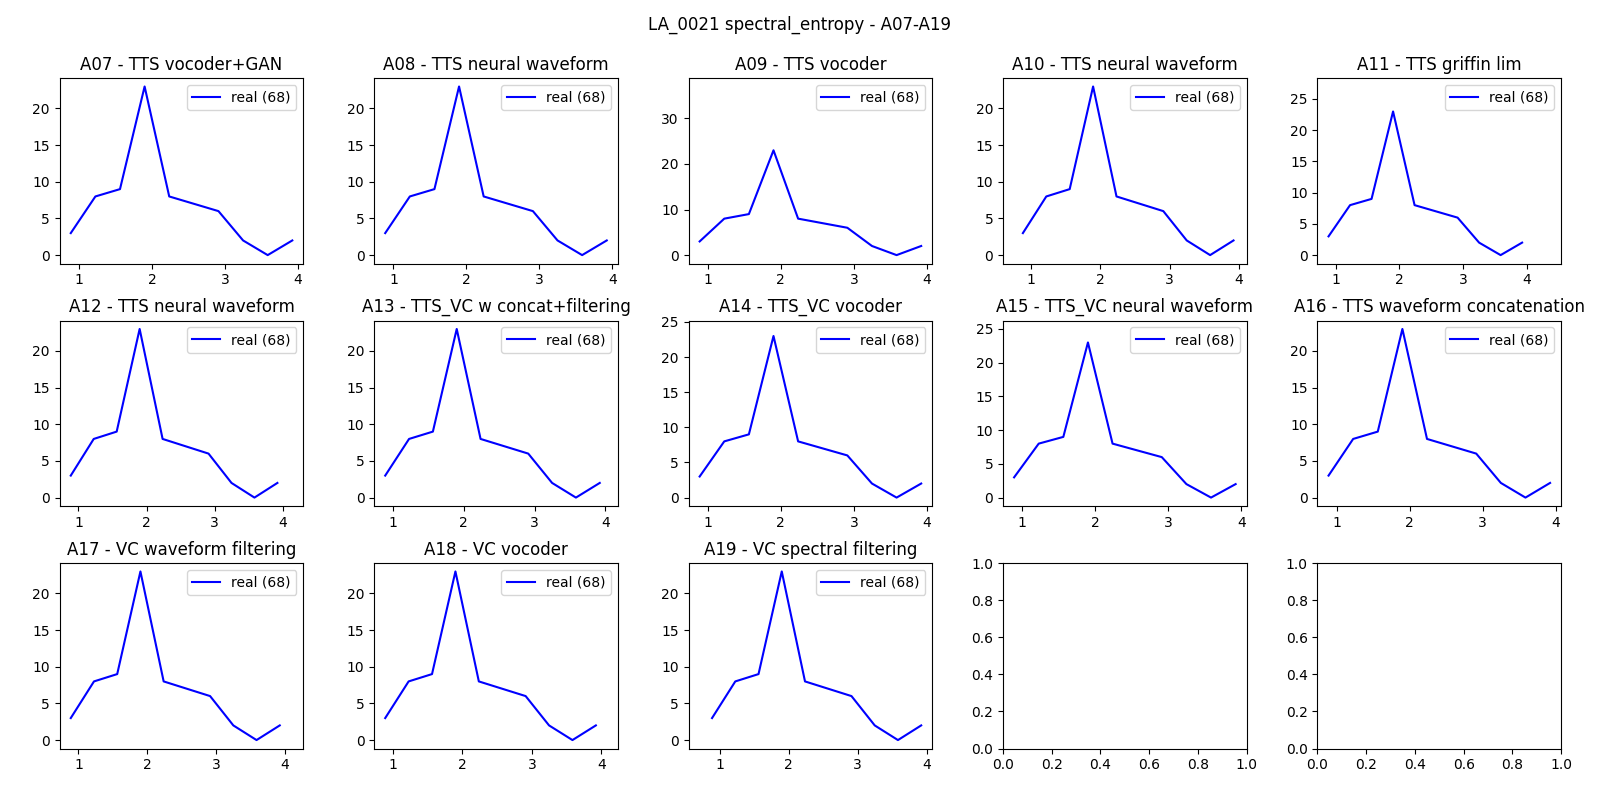 LA_0021 spectral_entropy - A07-A19
A07 - TTS vocoder+GAN
real (68)
20
15
10
5
0
1 2 3 4
A08 - TTS neural waveform
real (68)
20
15
10
5
0
1 2 3 4
A09 - TTS vocoder
real (68)
30
20
10
0
1 2 3 4
A10 - TTS neural waveform
real (68)
20
15
10
5
0
1 2 3 4
A11 - TTS griffin lim
real (68)
25
20
15
10
5
0
1 2 3 4
A12 - TTS neural waveform
real (68)
20
15
10
5
0
1 2 3 4
A13 - TTS_VC w concat+filtering
real (68)
20
15
10
5
0
1 2 3 4
A14 - TTS_VC vocoder
real (68)
25
20
15
10
5
0
1 2 3 4
A15 - TTS_VC neural waveform
real (68)
25
20
15
10
5
0
1 2 3 4
A16 - TTS waveform concatenation
real (68)
20
15
10
5
0
1 2 3 4
A17 - VC waveform filtering
real (68)
20
15
10
5
0
1 2 3 4
A18 - VC vocoder
real (68)
20
15
10
5
0
1 2 3 4
A19 - VC spectral filtering
real (68)
20
15
10
5
0
1 2 3 4
1.0
0.8
0.6
0.4
0.2
0.0
0.0 0.2 0.4 0.6 0.8 1.0
1.0
0.8
0.6
0.4
0.2
0.0
0.0 0.2 0.4 0.6 0.8 1.0